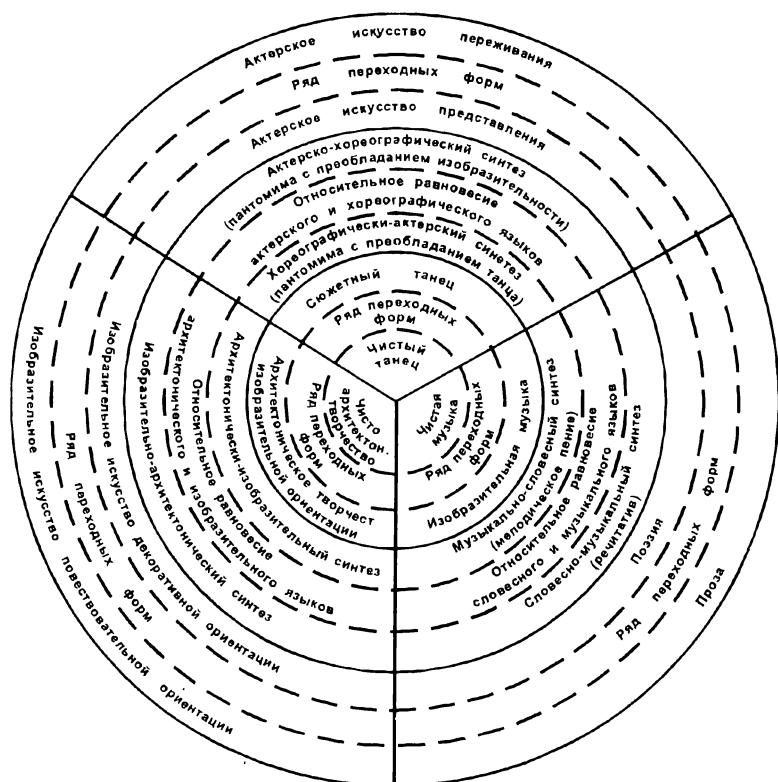 Актерское искусство переживания
Ряд переходных форм
Актерское искусство представления
Актерско-хореографический синтез
(пантомима с преобладанием изобразительности)
Относительное равновесие
актерского и хореографического языков
Хореографически-актерский синетез
(пантомима с преобладанием танца)
Сюжетный танец
Ряд переходных
форм
Чистый
танец
Чистая
музыка
Ряд переходных
форм
Изобразительная музыка
Музыкально-словесный синтез
(мелодическое пение)
Относительное равновесие
словесного и музыкального языков
Словесно-музыкальный синтез
(речитатив)
Поэзия
Ряд переходных форм
Проза
Чисто
архитектон.
творчество
Ряд переходных
форм
Архитектоническое творчест
изобразительной ориентации
Архитектонически-изобразительный синтез
Относительное равновесие
архитектонического и изобразительного языков
Изобразительно-архитектонический синтез
Изобразительное искусство декоративной ориентации
Ряд переходных форм
Изобразительное искусство повествовательной ориентации